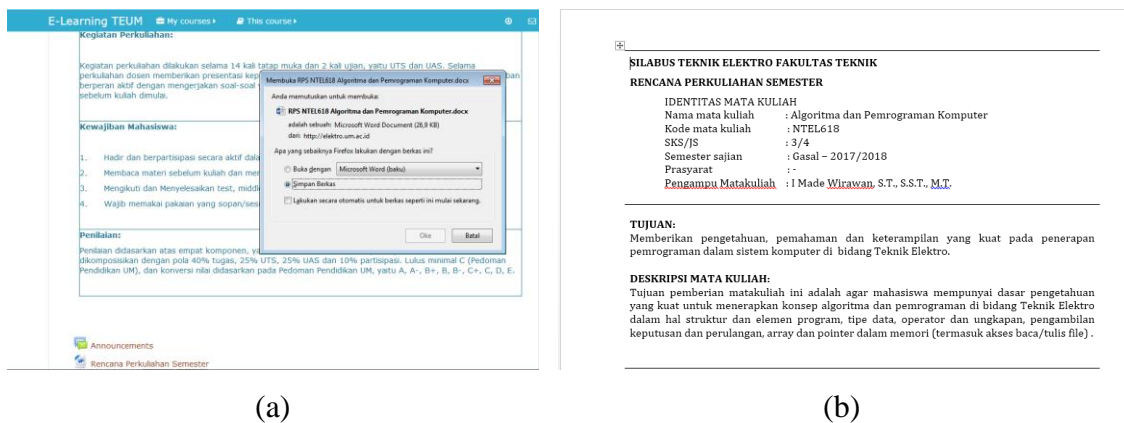 E-Learning TEUM My courses This course
Kegiatan Perkuliahan:
Kegiatan perkuliahan dilakukan selama 14 kali tatap muka dan 2 kali ujian, yaitu UTS dan UAS. Selama
perkuliahan dosen memberikan presentasi kep
ban
berperan aktif dengan mengerjakan soal-soal
sebelum kuliah dimulai.
Kewajiban Mahasiswa:
1. Hadir dan berpartisipasi secara aktif dala
2. Membaca materi sebelum kuliah dan mer
3. Mengikuti dan Menyelesaikan test, middl
4. Wajib memakai pakaian yang sopan/ses
Penilaian:
Penilaian didasarkan atas empat komponen, ya
dikomposisikan dengan pola 40% tugas, 25% UTS, 25% UAS dan 10% partisipasi. Lulus minimal C (Pedoman
Pendidikan UM), dan konversi nilai didasarkan pada Pedoman Pendidikan UM, yaitu A, A-, B+, B, B-, C+, C, D, E.
Announcements
Rencana Perkuliahan Semester
Membuka RPS NTEL618 Algoritma dan Pemrograman Komputer.docx
Anda memutuskan untuk membuka:
RPS NTEL618 Algoritma dan Pemrograman Komputer.docx
adalah sebuah: Microsoft Word Document (26,9 KB)
dari: http://elektro.um.ac.id
Apa yang sebaiknya Firefox lakukan dengan berkas ini?
Buka dengan Microsoft Word (baku)
Simpan Berkas
Lakukan secara otomatis untuk berkas seperti ini mulai sekarang.
Oke Batal
(a)
SILABUS TEKNIK ELEKTRO FAKULTAS TEKNIK
RENCANA PERKULIAHAN SEMESTER
IDENTITAS MATA KULIAH
Nama mata kuliah : Algoritma dan Pemrograman Komputer
Kode mata kuliah : NTEL618
SKS/JS : 3/4
Semester sajian : Gasal – 2017/2018
Prasyarat : -
Pengampu Matakuliah : I Made Wirawan, S.T., S.S.T., M.T.
TUJUAN:
Memberikan pengetahuan, pemahaman dan keterampilan yang kuat pada penerapan
pemrograman dalam sistem komputer di bidang Teknik Elektro.
DESKRIPSI MATA KULIAH:
Tujuan pemberian matakuliah ini adalah agar mahasiswa mempunyai dasar pengetahuan
yang kuat untuk menerapkan konsep algoritma dan pemrograman di bidang Teknik Elektro
dalam hal struktur dan elemen program, tipe data, operator dan ungkapan, pengambilan
keputusan dan perulangan, array dan pointer dalam memori (termasuk akses baca/tulis file) .
(b)